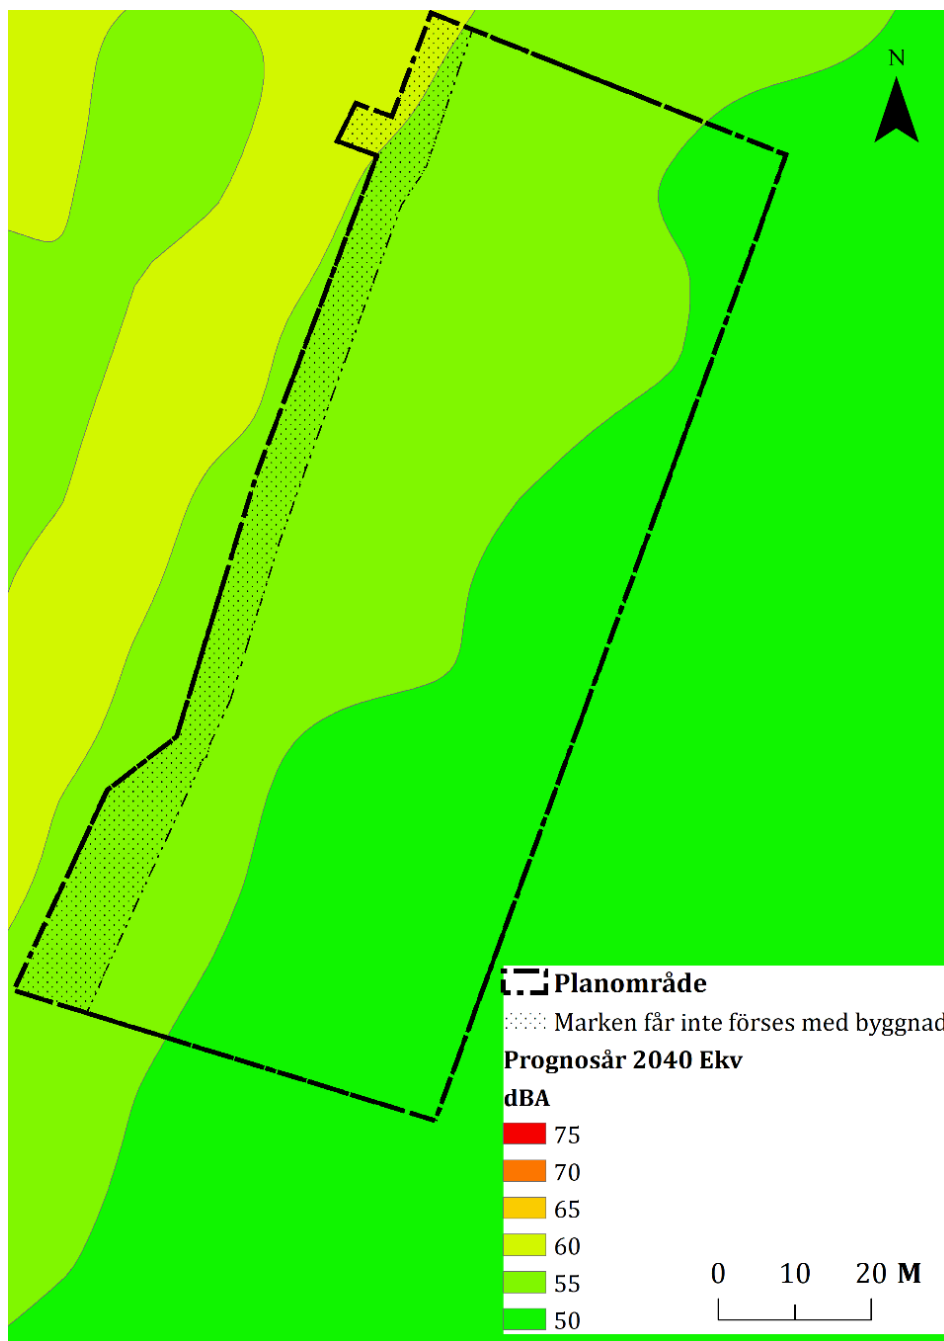 N
Planområde
Marken får inte förses med byggnad
Prognosår 2040 Ekv
dBA
75
70
65
60
55
50
0 10 20 M